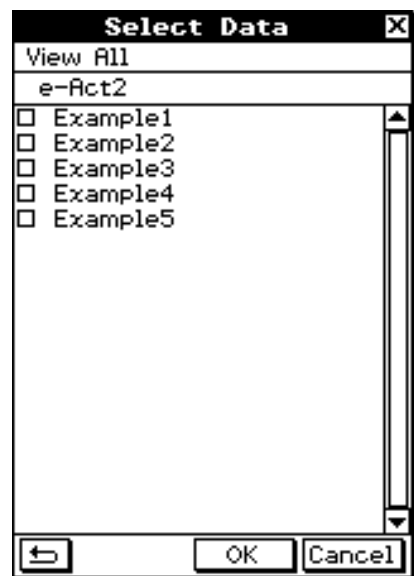 Select Data
View All
e-Act2
Example1
Example2
Example3
Example4
Example5
OK Cancel